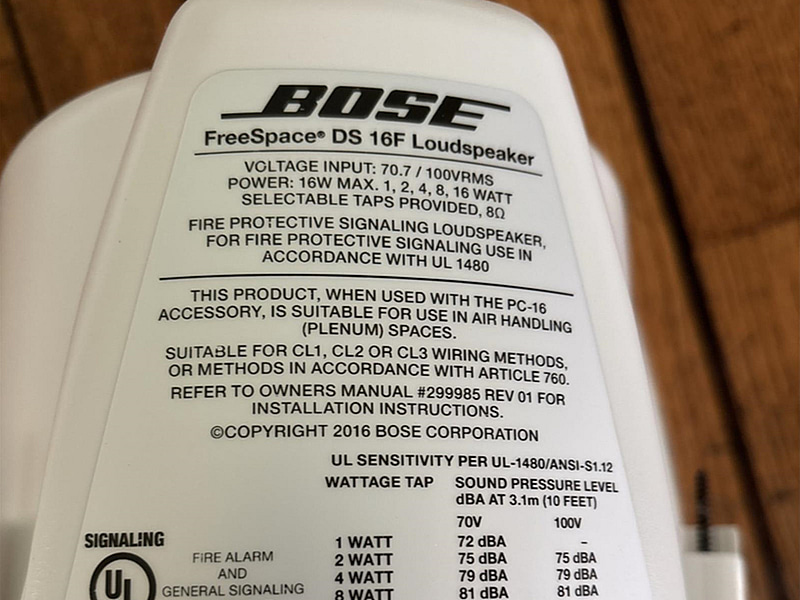 BOSE
FreeSpace® DS 16F Loudspeaker
VOLTAGE INPUT: 70.7 / 100VRMS
POWER: 16W MAX. 1, 2, 4, 8, 16 WATT
SELECTABLE TAPS PROVIDED, 8Ω
FIRE PROTECTIVE SIGNALING LOUDSPEAKER,
FOR FIRE PROTECTIVE SIGNALING USE IN
ACCORDANCE WITH UL 1480
THIS PRODUCT, WHEN USED WITH THE PC-16
ACCESSORY, IS SUITABLE FOR USE IN AIR HANDLING
(PLENUM) SPACES.
SUITABLE FOR CL1, CL2 OR CL3 WIRING METHODS,
OR METHODS IN ACCORDANCE WITH ARTICLE 760.
REFER TO OWNERS MANUAL #299985 REV 01 FOR
INSTALLATION INSTRUCTIONS.
©COPYRIGHT 2016 BOSE CORPORATION
UL SENSITIVITY PER UL-1480/ANSI-S1.12
WATTAGE TAP SOUND PRESSURE LEVEL
dBA AT 3.1m (10 FEET)
70V 100V
1 WATT 72 dBA –
2 WATT 75 dBA 75 dBA
4 WATT 79 dBA 79 dBA
8 WATT 81 dBA 81 dBA
SIGNALING
UL
FIRE ALARM
AND
GENERAL SIGNALING